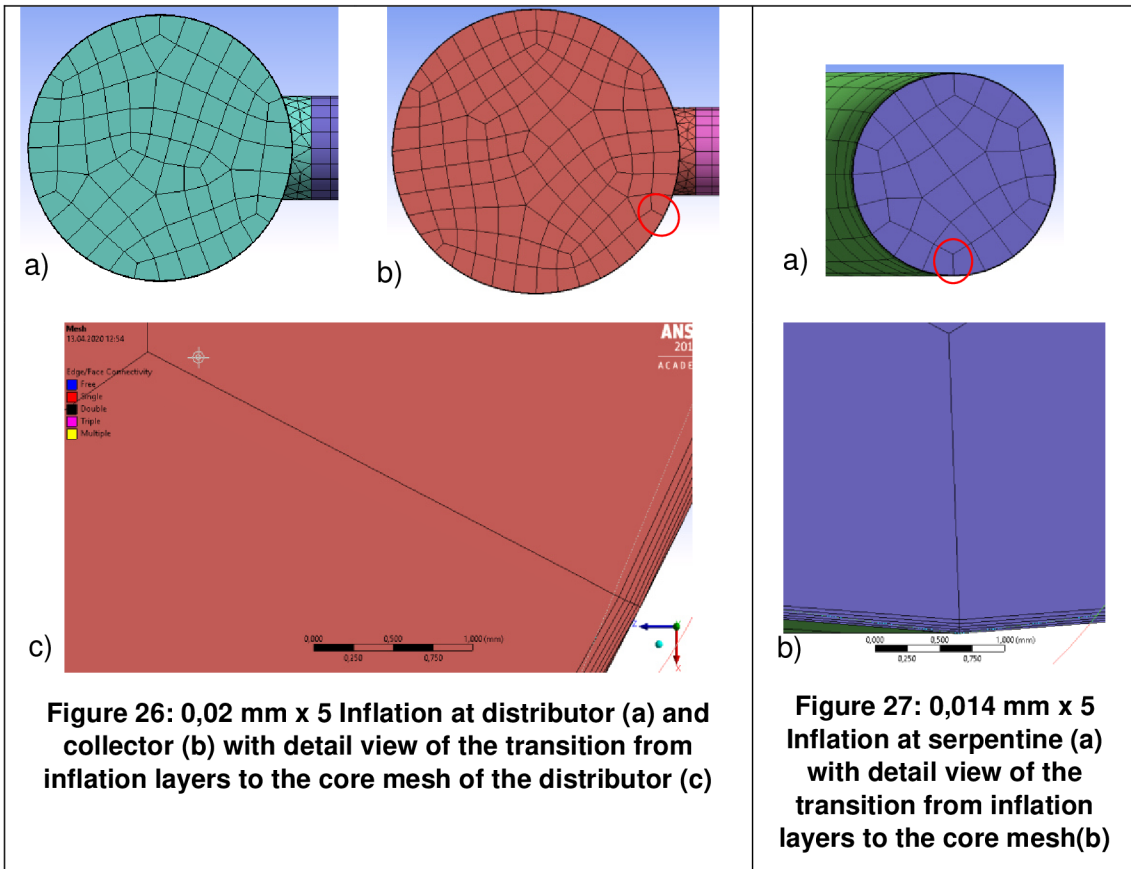 a)
b)
Mesh
13.04.2020 12:54
Edge/Face Connectivity
Free
Single
Double
Triple
Multiple
ANS
201
ACADE
0,000
0,500
1,000 (mm)
0,250
0,750
Z
X
c)
Figure 26: 0,02 mm x 5 Inflation at distributor (a) and
collector (b) with detail view of the transition from
inflation layers to the core mesh of the distributor (c)
a)
0,000
0,500
1,000 (mm)
0,250
0,750
b)
Figure 27: 0,014 mm x 5
Inflation at serpentine (a)
with detail view of the
transition from inflation
layers to the core mesh(b)